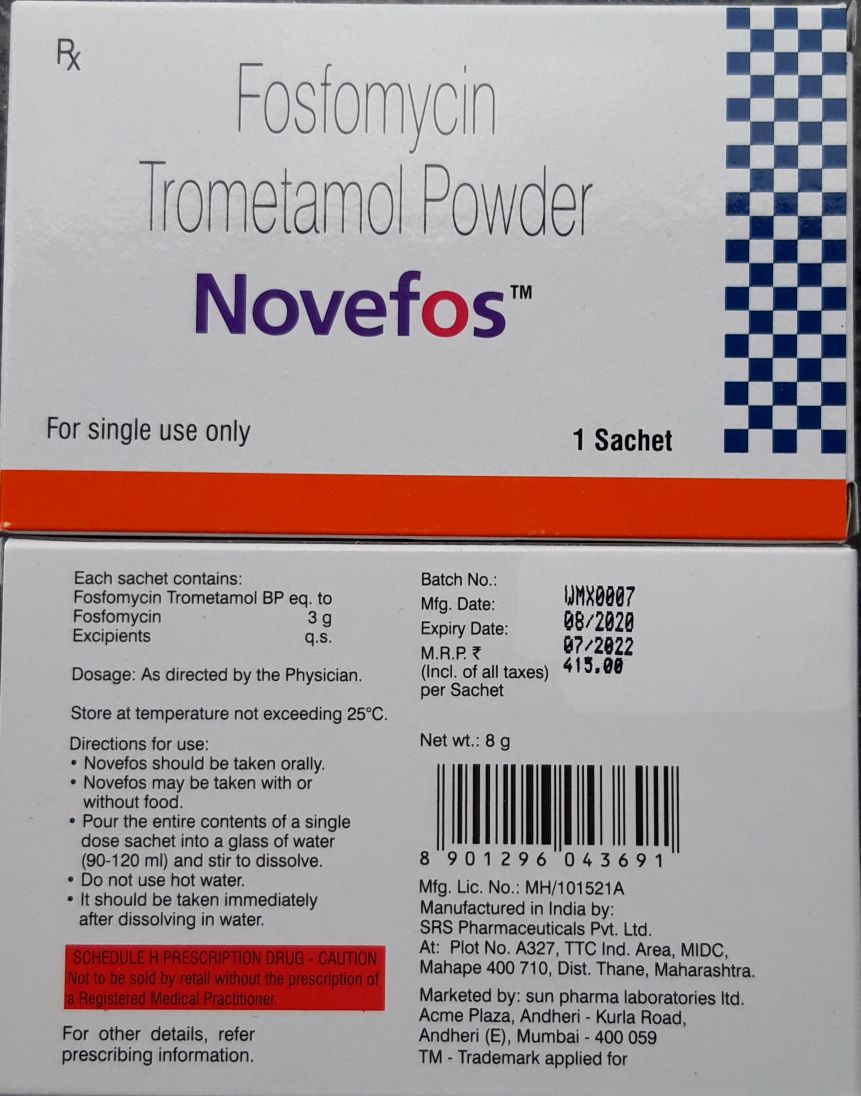 Rx
Fosfomycin
Trometamol Powder
Novefos™
For single use only
1 Sachet
Each sachet contains:
Fosfomycin Trometamol BP eq. to
Fosfomycin 3 g
Excipients q.s.
Dosage: As directed by the Physician.
Store at temperature not exceeding 25°C.
Directions for use:
• Novefos should be taken orally.
• Novefos may be taken with or
without food.
• Pour the entire contents of a single
dose sachet into a glass of water
(90-120 ml) and stir to dissolve.
• Do not use hot water.
• It should be taken immediately
after dissolving in water.
SCHEDULE H PRESCRIPTION DRUG - CAUTION
Not to be sold by retail without the prescription of
a Registered Medical Practitioner.
For other details, refer
prescribing information.
Batch No.: WMX0007
Mfg. Date: 08/2020
Expiry Date: 07/2022
M.R.P. ₹ 415.00
(Incl. of all taxes)
per Sachet
Net wt.: 8 g
8 901296 043691
Mfg. Lic. No.: MH/101521A
Manufactured in India by:
SRS Pharmaceuticals Pvt. Ltd.
At: Plot No. A327, TTC Ind. Area, MIDC,
Mahape 400 710, Dist. Thane, Maharashtra.
Marketed by: sun pharma laboratories ltd.
Acme Plaza, Andheri - Kurla Road,
Andheri (E), Mumbai - 400 059
TM - Trademark applied for